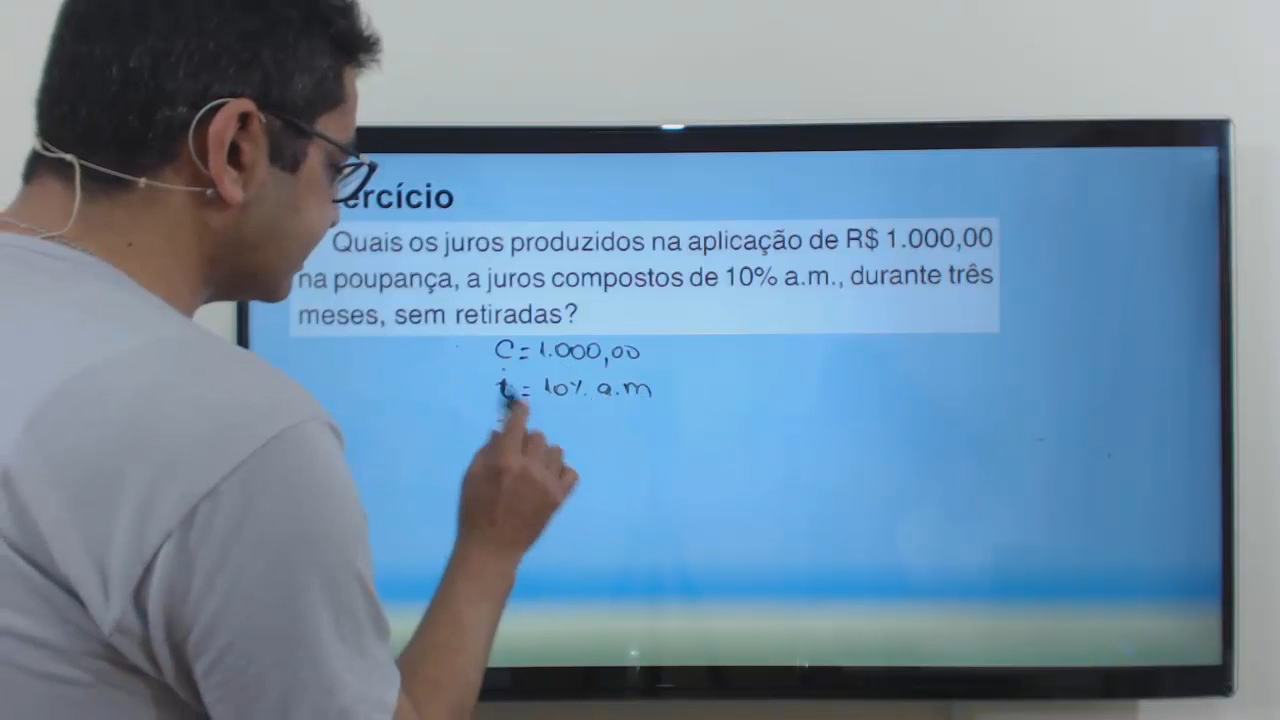 ercício
Quais os juros produzidos na aplicação de R$ 1.000,00
na poupança, a juros compostos de 10% a.m., durante três
meses, sem retiradas?
C = 1.000,00
i = 10% a.m